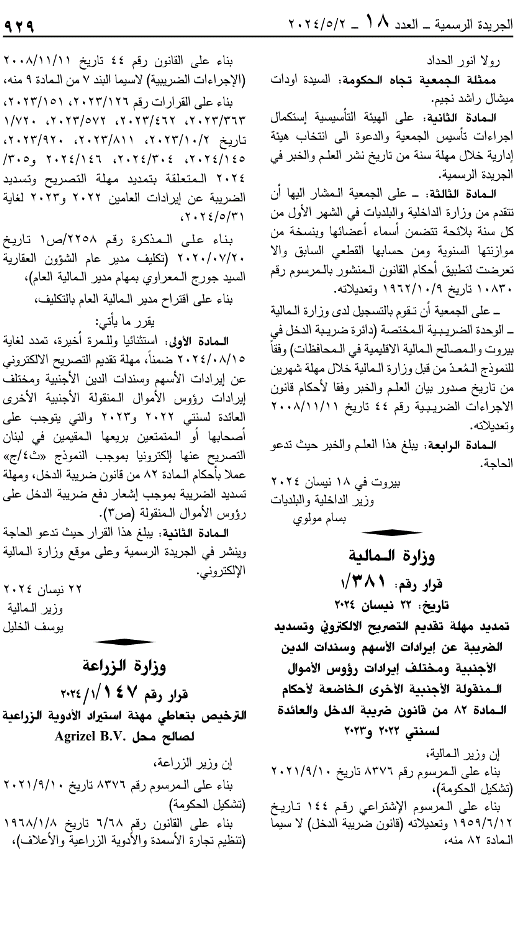 الجريدة الرسمية ـ العدد ١٨ ـ ٢٠٢٤/٥/٢
٩٢٩
رولا انور الحداد
ممثلة الجمعية تجاه الحكومة: السيدة اودات
ميشال راشد نجيم.
المادة الثانية: على الهيئة التأسيسية إستكمال
اجراءات تأسيس الجمعية والدعوة الى انتخاب هيئة
إدارية خلال مهلة سنة من تاريخ نشر العلم والخبر في
الجريدة الرسمية.
المادة الثالثة: ـ على الجمعية المشار اليها أن
تتقدم من وزارة الداخلية والبلديات في الشهر الأول من
كل سنة بلائحة تتضمن أسماء أعضائها وبنسخة من
موازنتها السنوية ومن حسابها القطعي السابق والا
تعرضت لتطبيق أحكام القانون المنشور بالمرسوم رقم
١٠٨٣٠ تاريخ ١٩٦٢/١٠/٩ وتعديلاته.
ـ على الجمعية أن تقوم بالتسجيل لدى وزارة المالية
ـ الوحدة الضريبية المختصة (دائرة ضريبة الدخل في
بيروت والمصالح المالية الاقليمية في المحافظات) وفقاً
للنموذج المُعدّ من قبل وزارة المالية خلال مهلة شهرين
من تاريخ صدور بيان العلم والخبر وفقا لأحكام قانون
الاجراءات الضريبية رقم ٤٤ تاريخ ٢٠٠٨/١١/١١
وتعديلاته.
المادة الرابعة: يبلغ هذا العلم والخبر حيث تدعو
الحاجة.
بيروت في ١٨ نيسان ٢٠٢٤
وزير الداخلية والبلديات
بسام مولوي
وزارة المالية
قرار رقم: ١/٣٨١
تاريخ: ٢٢ نيسان ٢٠٢٤
تمديد مهلة تقديم التصريح الالكتروني وتسديد
الضريبة عن إيرادات الأسهم وسندات الدين
الأجنبية ومختلف إيرادات رؤوس الأموال
المنقولة الأجنبية الأخرى الخاضعة لأحكام
المادة ٨٢ من قانون ضريبة الدخل والعائدة
لسنتي ٢٠٢٢ و٢٠٢٣
إن وزير المالية،
بناء على المرسوم رقم ٨٣٧٦ تاريخ ٢٠٢١/٩/١٠
(تشكيل الحكومة)،
بناء على المرسوم الإشتراعي رقم ١٤٤ تاريخ
١٩٥٩/٦/١٢ وتعديلاته (قانون ضريبة الدخل) لا سيما
المادة ٨٢ منه،
بناء على القانون رقم ٤٤ تاريخ ٢٠٠٨/١١/١١
(الإجراءات الضريبية) لاسيما البند ٧ من المادة ٩ منه،
بناء على القرارات رقم ٢٠٢٣/١٢٦، ٢٠٢٣/١٥١،
٢٠٢٣/٣٦٣، ٢٠٢٣/٤٦٢، ٢٠٢٣/٥٧٢، ١/٧٢٠
تاريخ ٢٠٢٣/١٠/٢، ٢٠٢٣/٨١١، ٢٠٢٣/٩٢٠،
٢٠٢٤/١٤٥، ٢٠٢٤/٣٠٤، ٢٠٢٤/١٤٦ و٣٠٥/
٢٠٢٤ المتعلقة بتمديد مهلة التصريح وتسديد
الضريبة عن إيرادات العامين ٢٠٢٢ و٢٠٢٣ لغاية
٢٠٢٤/٥/٣١،
بناء على المذكرة رقم ٢٢٥٨/ص١ تاريخ
٢٠٢٠/٠٧/٢٠ (تكليف مدير عام الشؤون العقارية
السيد جورج المعراوي بمهام مدير المالية العام)،
بناء على اقتراح مدير المالية العام بالتكليف،
يقرر ما يأتي:
المادة الأولى: استثنائيا وللمرة أخيرة، تمدد لغاية
٢٠٢٤/٠٨/١٥ ضمناً، مهلة تقديم التصريح الالكتروني
عن إيرادات الأسهم وسندات الدين الأجنبية ومختلف
إيرادات رؤوس الأموال المنقولة الأجنبية الأخرى
العائدة لسنتي ٢٠٢٢ و٢٠٢٣ والتي يتوجب على
أصحابها أو المتمتعين بريعها المقيمين في لبنان
التصريح عنها إلكترونيا بموجب النموذج «ث٤/ج»
عملا بأحكام المادة ٨٢ من قانون ضريبة الدخل، ومهلة
تسديد الضريبة بموجب إشعار دفع ضريبة الدخل على
رؤوس الأموال المنقولة (ص٣).
المادة الثانية: يبلغ هذا القرار حيث تدعو الحاجة
وينشر في الجريدة الرسمية وعلى موقع وزارة المالية
الإلكتروني.
٢٢ نيسان ٢٠٢٤
وزير المالية
يوسف الخليل
وزارة الزراعة
قرار رقم ٢٠٢٤/١/١٤٧
الترخيص بتعاطي مهنة استيراد الأدوية الزراعية
لصالح محل Agrizel B.V.
إن وزير الزراعة،
بناء على المرسوم رقم ٨٣٧٦ تاريخ ٢٠٢١/٩/١٠
(تشكيل الحكومة)
بناء على القانون رقم ٦/٦٨ تاريخ ١٩٦٨/١/٨
(تنظيم تجارة الأسمدة والأدوية الزراعية والأعلاف)،